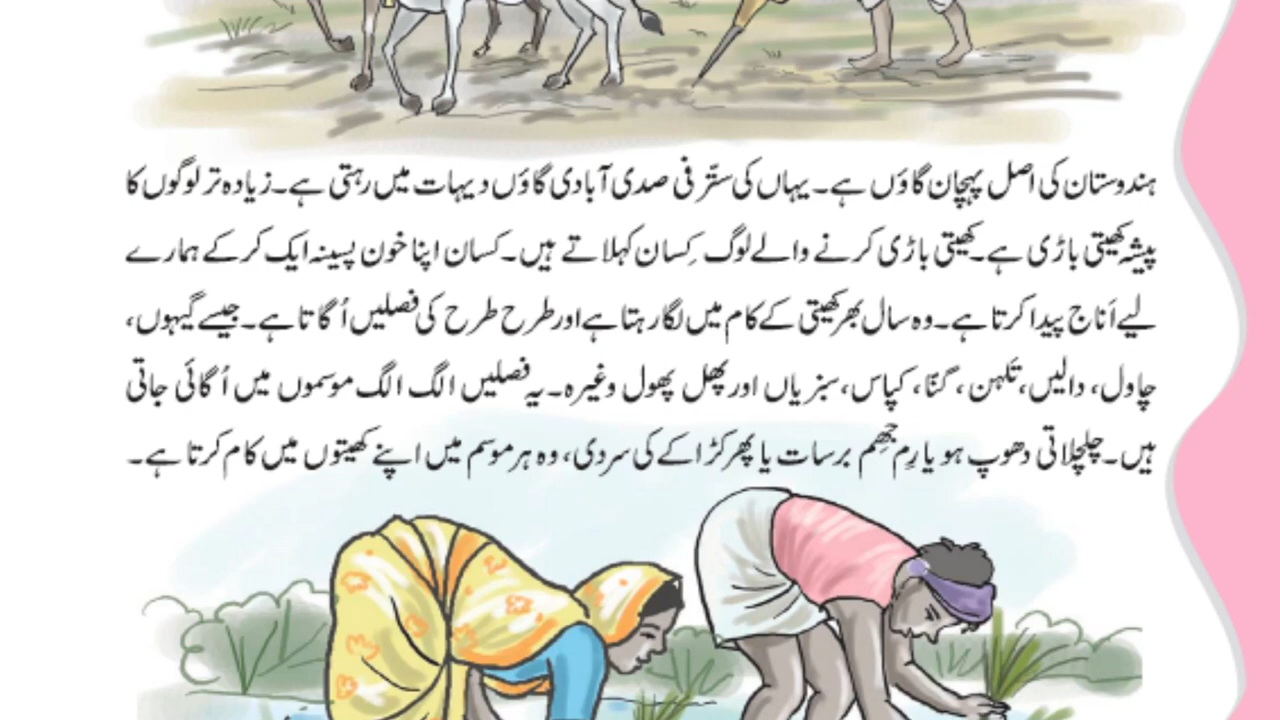 ہندوستان کی اصل پہچان گاؤں ہے۔ یہاں کی ستّر فی صدی آبادی گاؤں دیہات میں رہتی ہے۔ زیادہ تر لوگوں کا
پیشہ کھیتی باڑی ہے۔ کھیتی باڑی کرنے والے لوگ کِسان کہلاتے ہیں۔ کسان اپنا خون پسینہ ایک کرکے ہمارے
لیے اَناج پیدا کرتا ہے۔ وہ سال بھر کھیتی کے کام میں لگا رہتا ہے اور طرح طرح کی فصلیں اُگاتا ہے۔ جیسے گیہوں،
چاول، دالیں، تلہن، گنّا، کپاس، سبزیاں اور پھل پھول وغیرہ۔ یہ فصلیں الگ الگ موسموں میں اُگائی جاتی
ہیں۔ چلچلاتی دھوپ ہو یا رِم جھِم برسات یا پھر کڑاکے کی سردی، وہ ہر موسم میں اپنے کھیتوں میں کام کرتا ہے۔